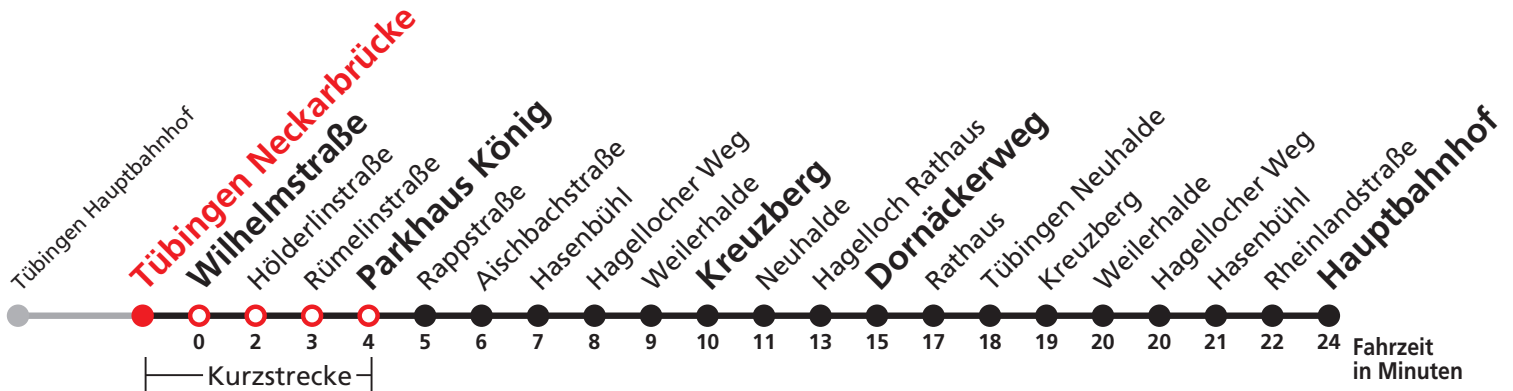 Tübingen Hauptbahnhof
Tübingen Neckarbrücke
Wilhelmstraße
Hölderlinstraße
Rümelinstraße
Parkhaus König
Rappstraße
Aischbachstraße
Hasenbühl
Hagellocher Weg
Weilerhalde
Kreuzberg
Neuhalde
Hagelloch Rathaus
Dornäckerweg
Rathaus
Tübingen Neuhalde
Kreuzberg
Weilerhalde
Hagellocher Weg
Hasenbühl
Rheinlandstraße
Hauptbahnhof
0 2 3 4 5 6 7 8 9 10 11 13 15 17 18 19 20 20 21 22 24
Fahrzeit
in Minuten
Kurzstrecke